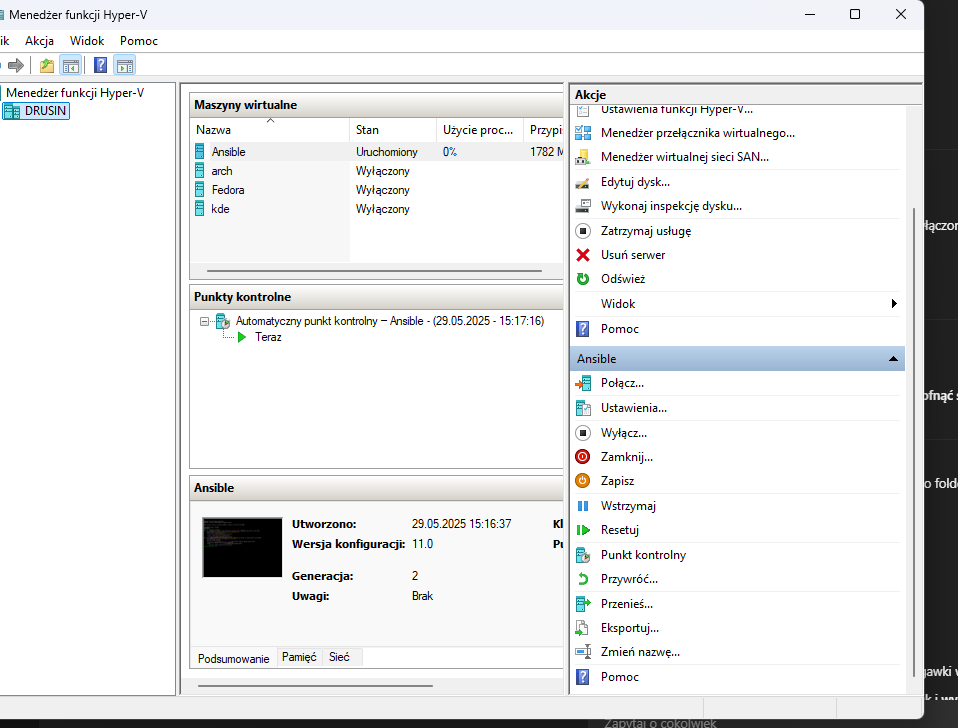 Menedżer funkcji Hyper-V
ik Akcja Widok Pomoc
Menedżer funkcji Hyper-V
DRUSIN
Maszyny wirtualne
Nazwa Stan Użycie proc... Przypi
Ansible Uruchomiony 0% 1782 M
arch Wyłączony
Fedora Wyłączony
kde Wyłączony
Punkty kontrolne
Automatyczny punkt kontrolny – Ansible - (29.05.2025 - 15:17:16)
Teraz
Ansible
Utworzono: 29.05.2025 15:16:37 Kl
Wersja konfiguracji: 11.0
Generacja: 2
Uwagi: Brak
Podsumowanie Pamięć Sieć
Akcje
Ustawienia funkcji Hyper-V...
Menedżer przełącznika wirtualnego...
Menedżer wirtualnej sieci SAN...
Edytuj dysk...
Wykonaj inspekcję dysku...
Zatrzymaj usługę
Usuń serwer
Odśwież
Widok
Pomoc
Ansible
Połącz...
Ustawienia...
Wyłącz...
Zamknij...
Zapisz
Wstrzymaj
Resetuj
Punkt kontrolny
Przywróć...
Przenieś...
Eksportuj...
Zmień nazwę...
Pomoc
łączon
ofnąć s
o folde
gawki w
Zapytaj o cokolwiek